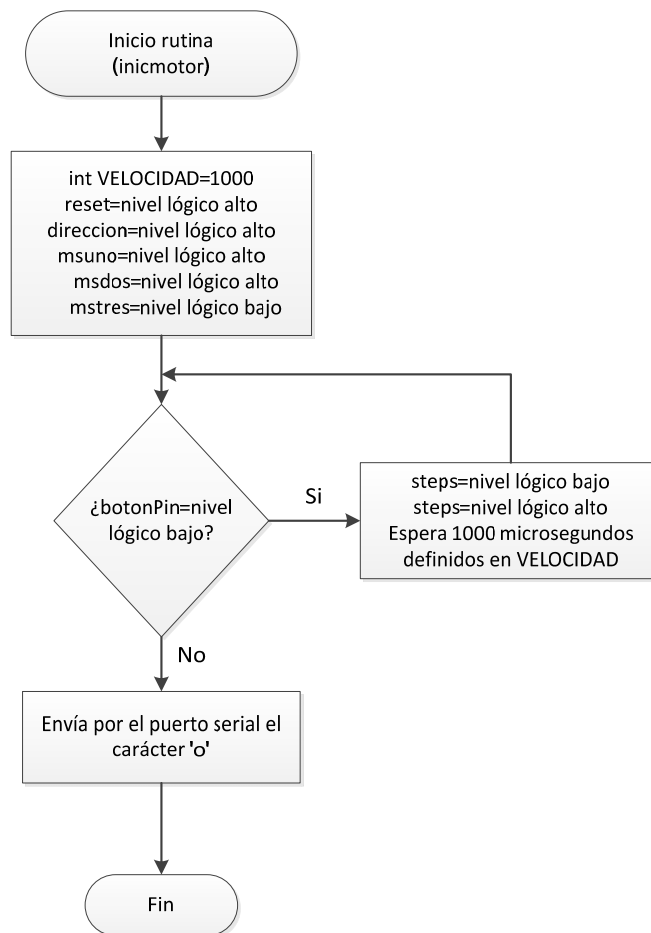 Inicio rutina
(inicmotor)
int VELOCIDAD=1000
reset=nivel lógico alto
direccion=nivel lógico alto
msuno=nivel lógico alto
msdos=nivel lógico alto
mstres=nivel lógico bajo
¿botonPin=nivel
lógico bajo?
Si
steps=nivel lógico bajo
steps=nivel lógico alto
Espera 1000 microsegundos
definidos en VELOCIDAD
No
Envía por el puerto serial el
carácter 'o'
Fin